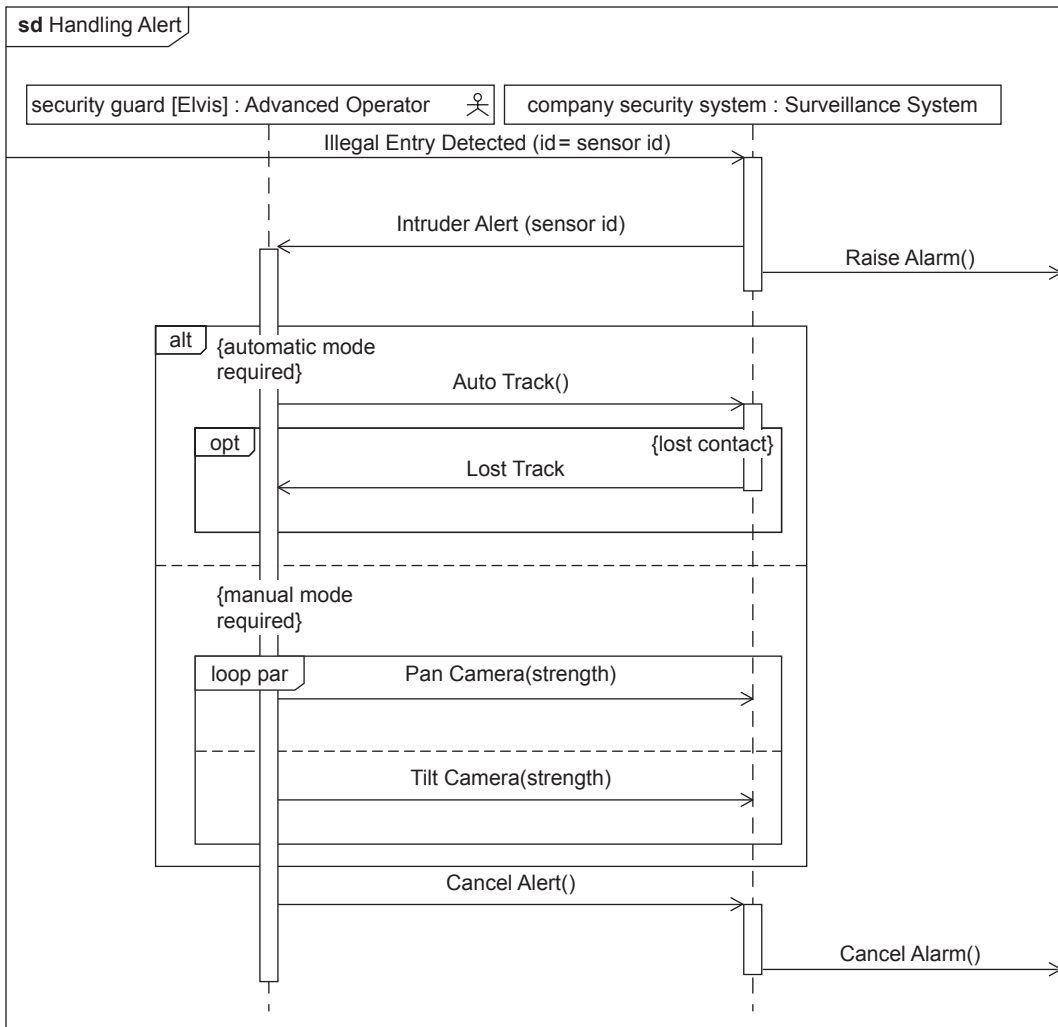 sd Handling Alert
security guard [Elvis] : Advanced Operator
company security system : Surveillance System
Illegal Entry Detected (id= sensor id)
Intruder Alert (sensor id)
Raise Alarm()
alt
{automatic mode
required}
Auto Track()
opt
{lost contact}
Lost Track
{manual mode
required}
loop par
Pan Camera(strength)
Tilt Camera(strength)
Cancel Alert()
Cancel Alarm()